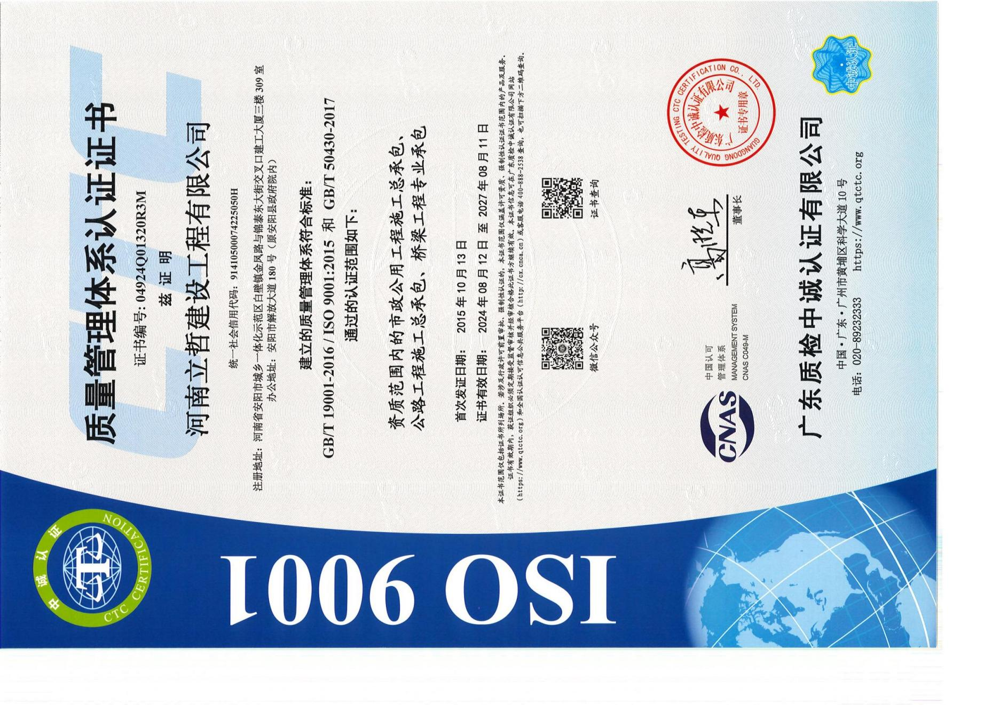 中诚认证
CTC CERTIFICATION
质量管理体系认证证书
证书编号: 04924Q01320R3M
兹 证 明
河南立哲建设工程有限公司
统一社会信用代码: 91410500074225050H
注册地址: 河南省安阳市城乡一体化示范区白壁镇金凤路与锦泰东大街交叉口建工大厦三楼 309 室
办公地址: 安阳市解放大道 180 号（原安阳县政府院内）
建立的质量管理体系符合标准:
GB/T 19001-2016 / ISO 9001:2015 和 GB/T 50430-2017
通过的认证范围如下:
资质范围内的市政公用工程施工总承包、
公路工程施工总承包、桥梁工程专业承包
首次发证日期: 2015 年 10 月 13 日
证书有效日期: 2024 年 08 月 12 日 至 2027 年 08 月 11 日
本证书范围仅包括证书所列场所, 若涉及行政许可前置审批、强制性认证的, 本证书范围仅涵盖许可资质、强制性认证证书范围内的产品及服务.
证书有效期内, 获证组织必须定期接受监督审核并经审核合格此证书方继续有效. 本证书信息可在广东质检中诚认证有限公司网站
(https://www.qtctc.org) 和全国认证认可信息公共服务平台 (http://cx.cnca.cn) 或客服电话 400-888-2538 查询, 也可扫描下方二维码查询.
微信公众号
证书查询
CNAS
中国认可
管理体系
MANAGEMENT SYSTEM
CNAS C049-M
董事长
GUANGDONG QUALITY TESTING CTC CERTIFICATION CO., LTD.
广东质检中诚认证有限公司
证书专用章
广东质检中诚认证有限公司
中国·广东·广州市黄埔区科学大道 10 号
电话: 020-89232333 https://www.qtctc.org
中诚认证
ISO 9001